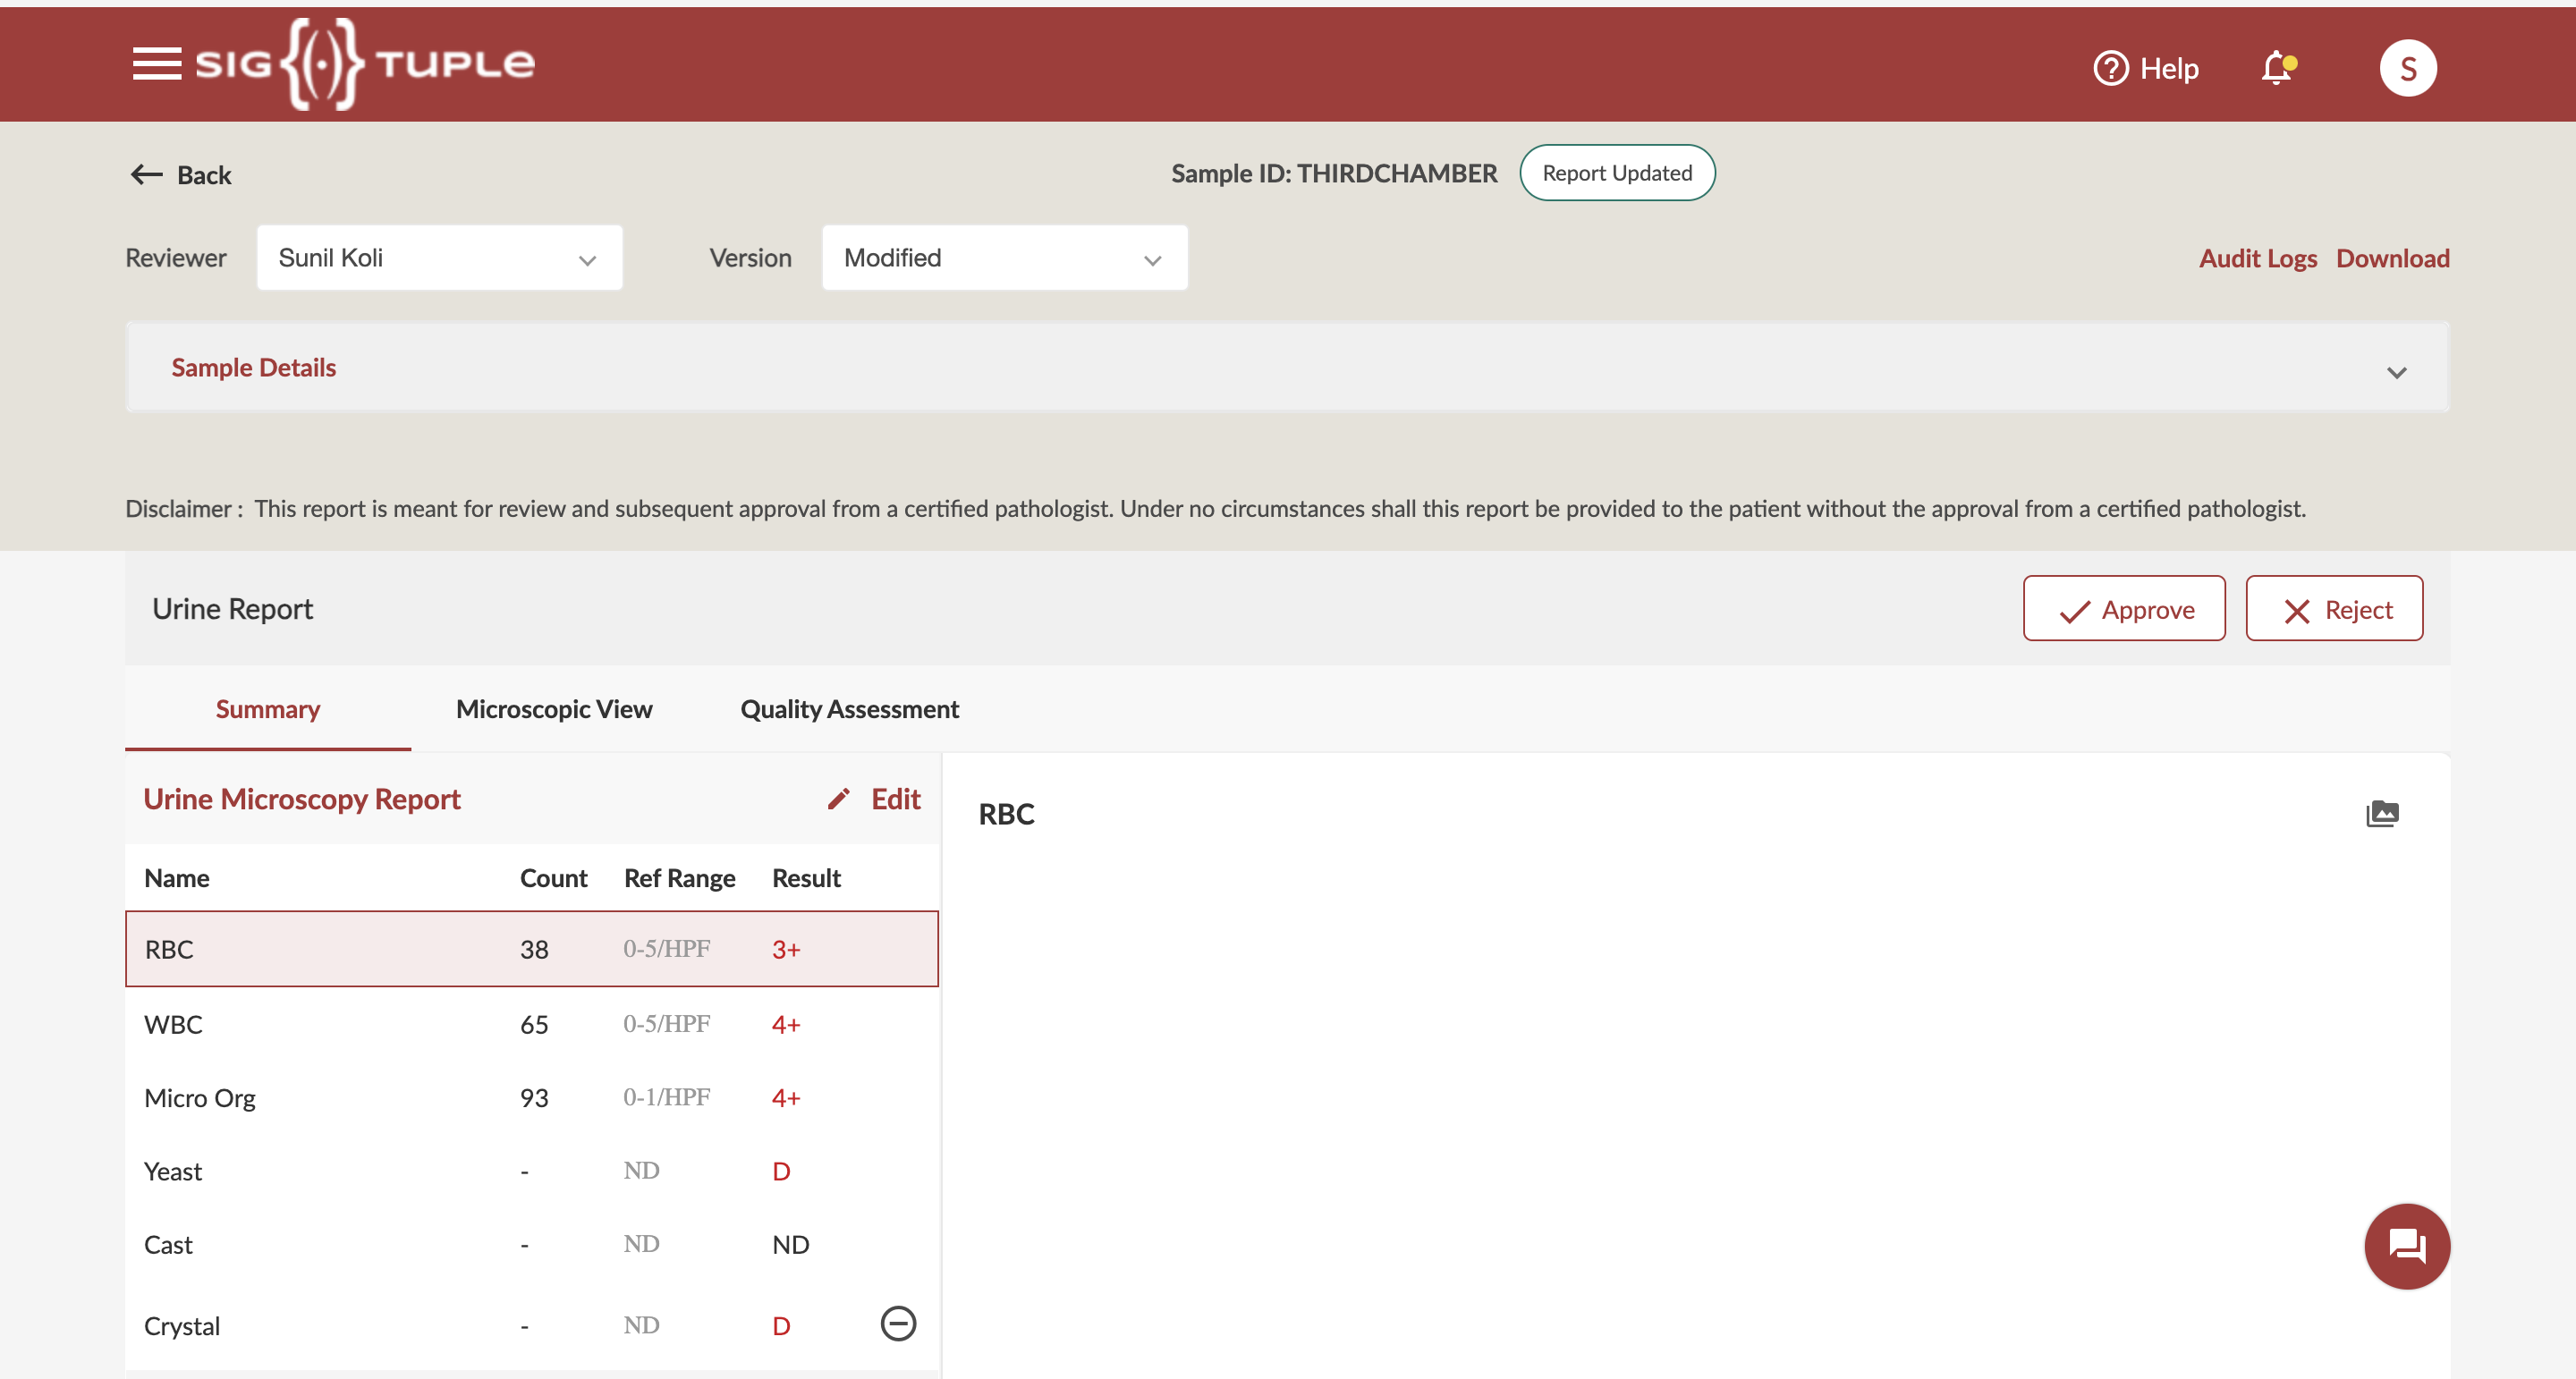 SIG{(·)}TUPLE
Help
S
Back
Sample ID: THIRDCHAMBER
Report Updated
Reviewer
Sunil Koli
Version
Modified
Audit Logs
Download
Sample Details
Disclaimer : This report is meant for review and subsequent approval from a certified pathologist. Under no circumstances shall this report be provided to the patient without the approval from a certified pathologist.
Urine Report
Approve
Reject
Summary
Microscopic View
Quality Assessment
Urine Microscopy Report
Edit
RBC
Name Count Ref Range Result
RBC 38 0-5/HPF 3+
WBC 65 0-5/HPF 4+
Micro Org 93 0-1/HPF 4+
Yeast - ND D
Cast - ND ND
Crystal - ND D